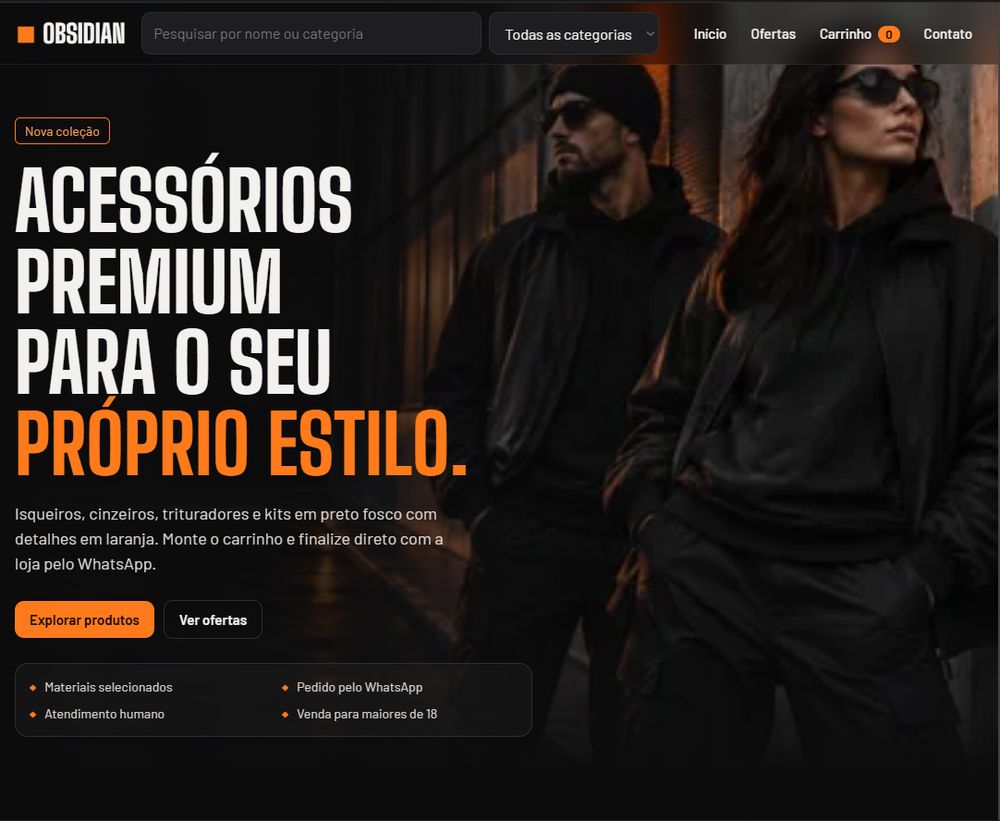 OBSIDIAN
Pesquisar por nome ou categoria
Todas as categorias
Início
Ofertas
Carrinho 0
Contato
Nova coleção
ACESSÓRIOS
PREMIUM
PARA O SEU
PRÓPRIO ESTILO.
Isqueiros, cinzeiros, trituradores e kits em preto fosco com
detalhes em laranja. Monte o carrinho e finalize direto com a
loja pelo WhatsApp.
Explorar produtos
Ver ofertas
Materiais selecionados
Pedido pelo WhatsApp
Atendimento humano
Venda para maiores de 18